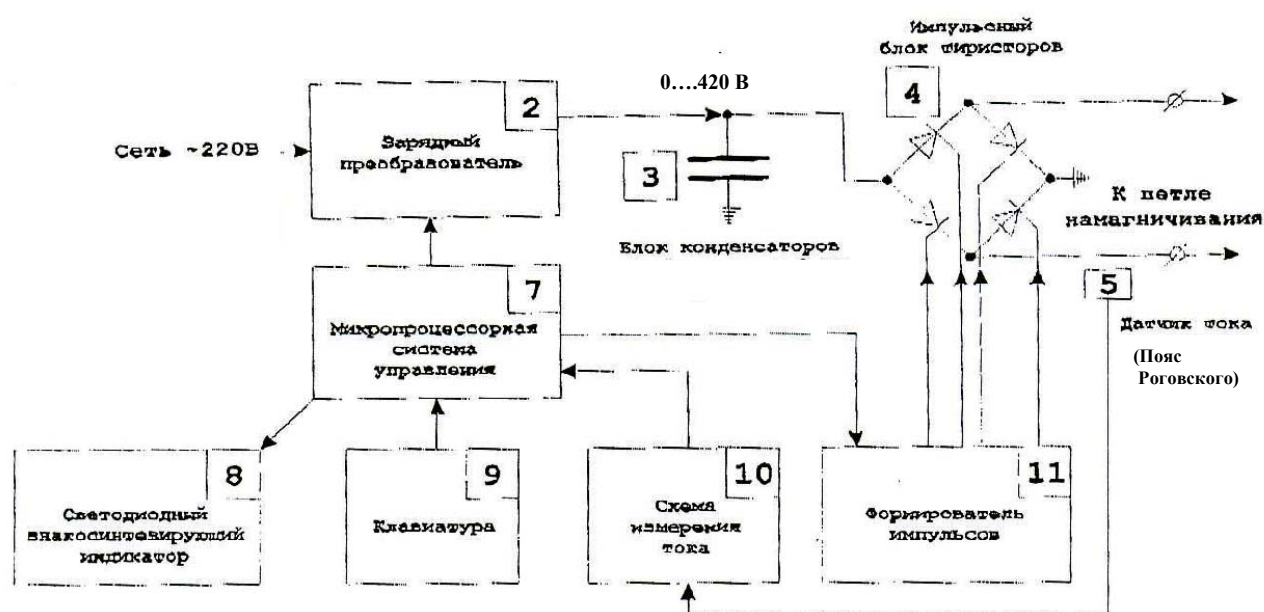 Импульсный
блок тиристоров
4
0....420 В
2
Зарядный
преобразователь
Сеть ~220В
3
Блок конденсаторов
К петле
намагничивания
5
Датчик тока
(Пояс
Роговского)
7
Микропроцессорная
система
управления
8
Светодиодный
знакосинтезирующий
индикатор
9
Клавиатура
10
Схема
измерения
тока
11
Формирователь
импульсов